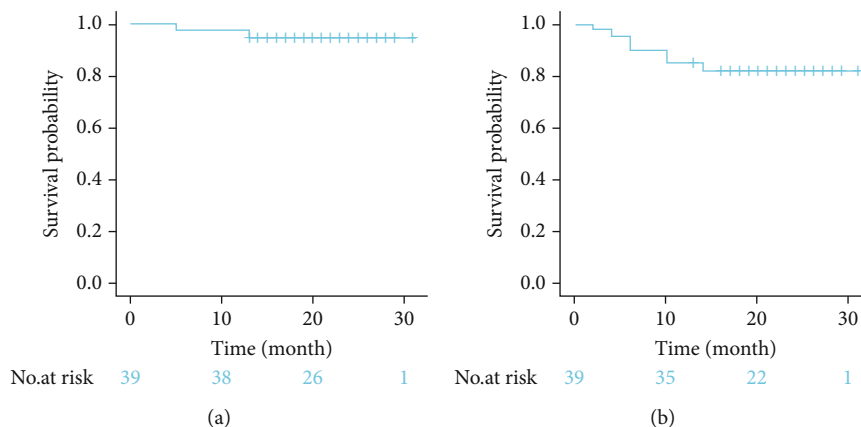 1.0
0.8
0.6
0.4
0.2
0.0
Survival probability
0 10 20 30
Time (month)
No.at risk 39 38 26 1
(a)
1.0
0.8
0.6
0.4
0.2
0.0
Survival probability
0 10 20 30
Time (month)
No.at risk 39 35 22 1
(b)